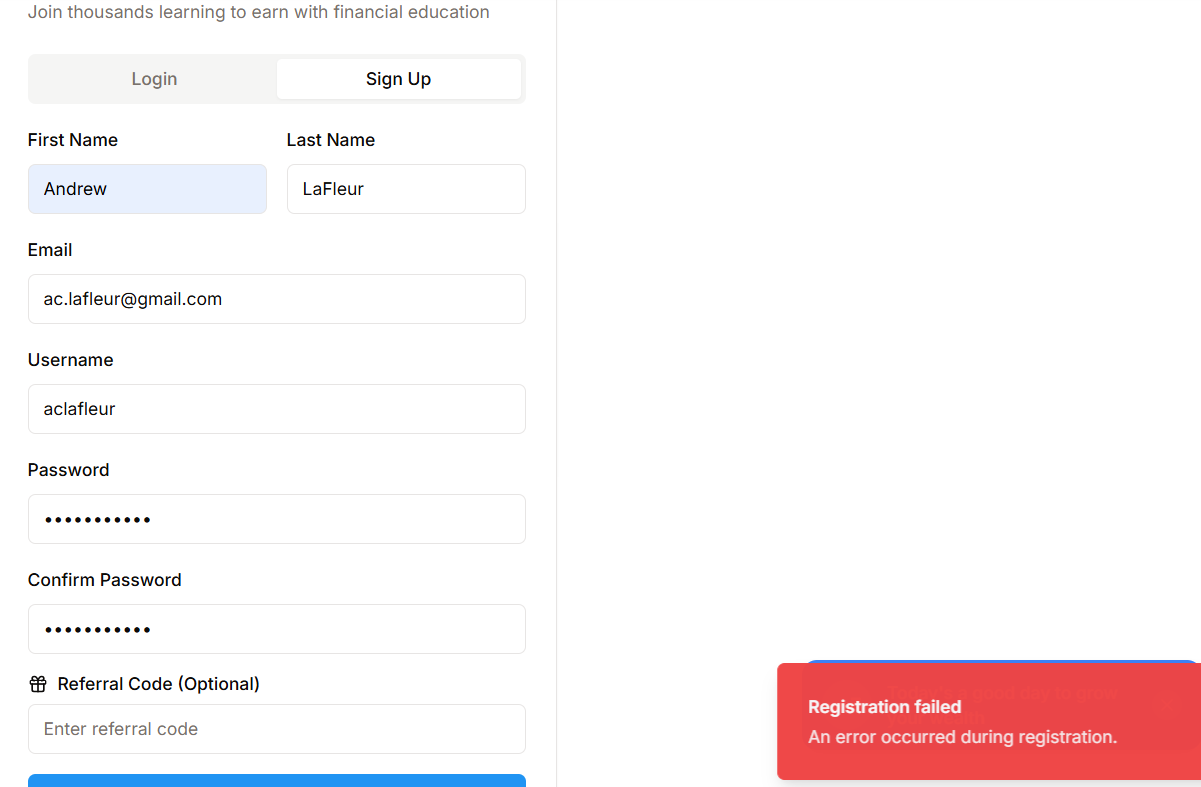 Join thousands learning to earn with financial education
Login
Sign Up
First Name
Last Name
Andrew
LaFleur
Email
ac.lafleur@gmail.com
Username
aclafleur
Password
•••••••••••
Confirm Password
•••••••••••
Referral Code (Optional)
Enter referral code
Registration failed
An error occurred during registration.